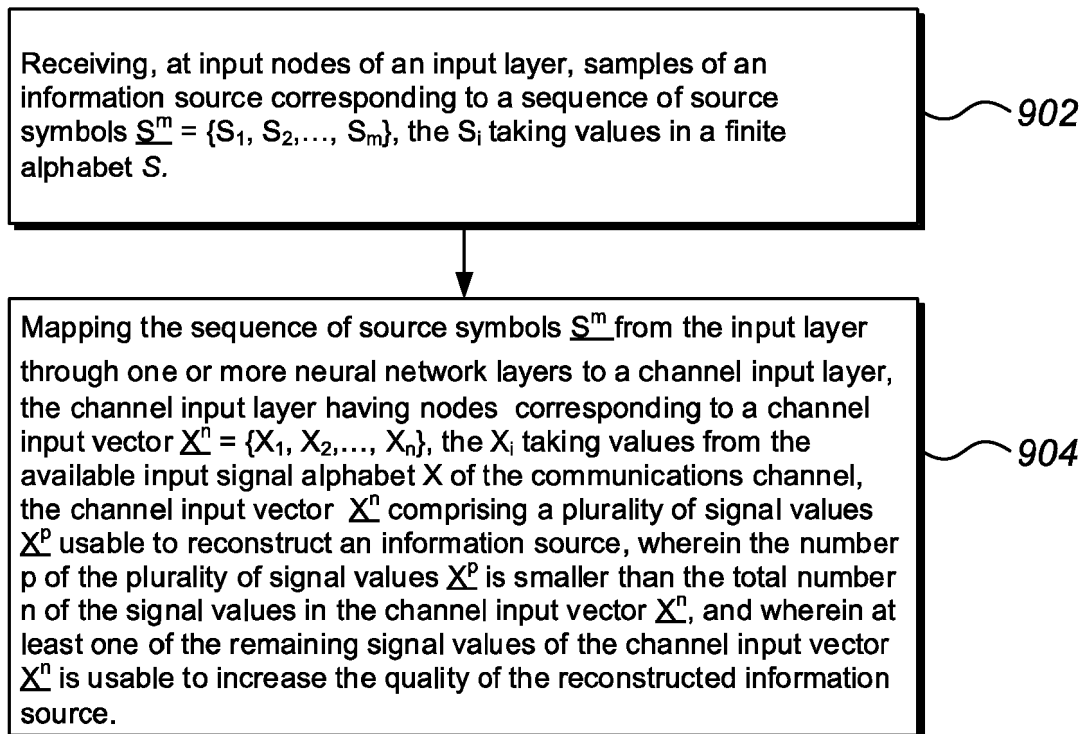 Receiving, at input nodes of an input layer, samples of an
information source corresponding to a sequence of source
symbols S^m = {S₁, S₂,…, Sₘ}, the Sᵢ taking values in a finite
alphabet S.
902
Mapping the sequence of source symbols S^m from the input layer
through one or more neural network layers to a channel input layer,
the channel input layer having nodes corresponding to a channel
input vector X^n = {X₁, X₂,…, Xₙ}, the Xᵢ taking values from the
available input signal alphabet X of the communications channel,
the channel input vector X^n comprising a plurality of signal values
X^p usable to reconstruct an information source, wherein the number
p of the plurality of signal values X^p is smaller than the total number
n of the signal values in the channel input vector X^n, and wherein at
least one of the remaining signal values of the channel input vector
X^n is usable to increase the quality of the reconstructed information
source.
904